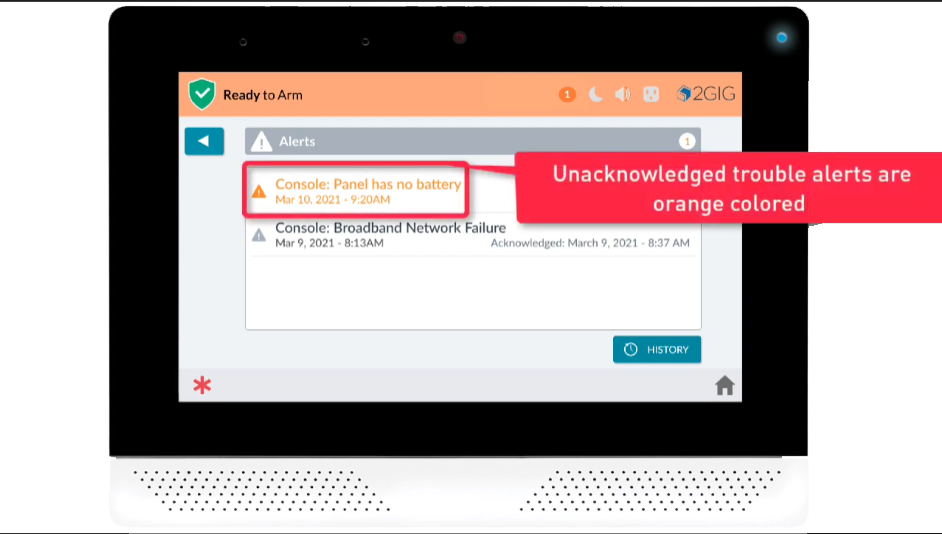 Ready to Arm
1
2GIG
Alerts
1
Console: Panel has no battery
Mar 10, 2021 - 9:20AM
Unacknowledged trouble alerts are
orange colored
Console: Broadband Network Failure
Mar 9, 2021 - 8:13AM
Acknowledged: March 9, 2021 - 8:37 AM
HISTORY